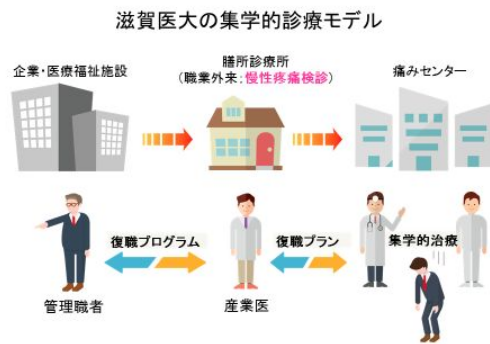 滋賀医大の集学的診療モデル
企業・医療福祉施設
膳所診療所
(職業外来;慢性疼痛検診)
痛みセンター
復職プログラム
復職プラン
集学的治療
管理職者
産業医